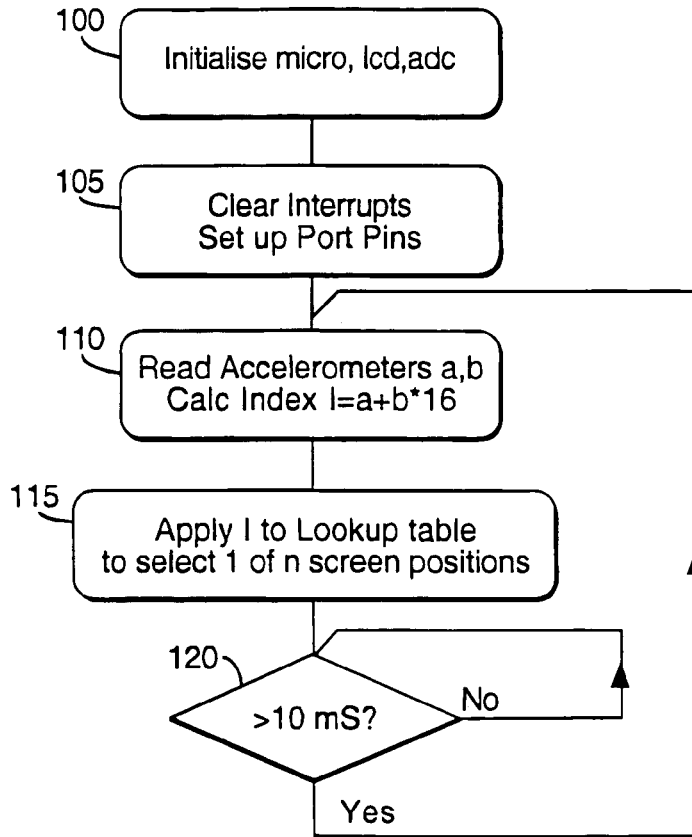 100
Initialise micro, lcd,adc
105
Clear Interrupts
Set up Port Pins
110
Read Accelerometers a,b
Calc Index I=a+b*16
115
Apply I to Lookup table
to select 1 of n screen positions
120
>10 mS?
No
Yes